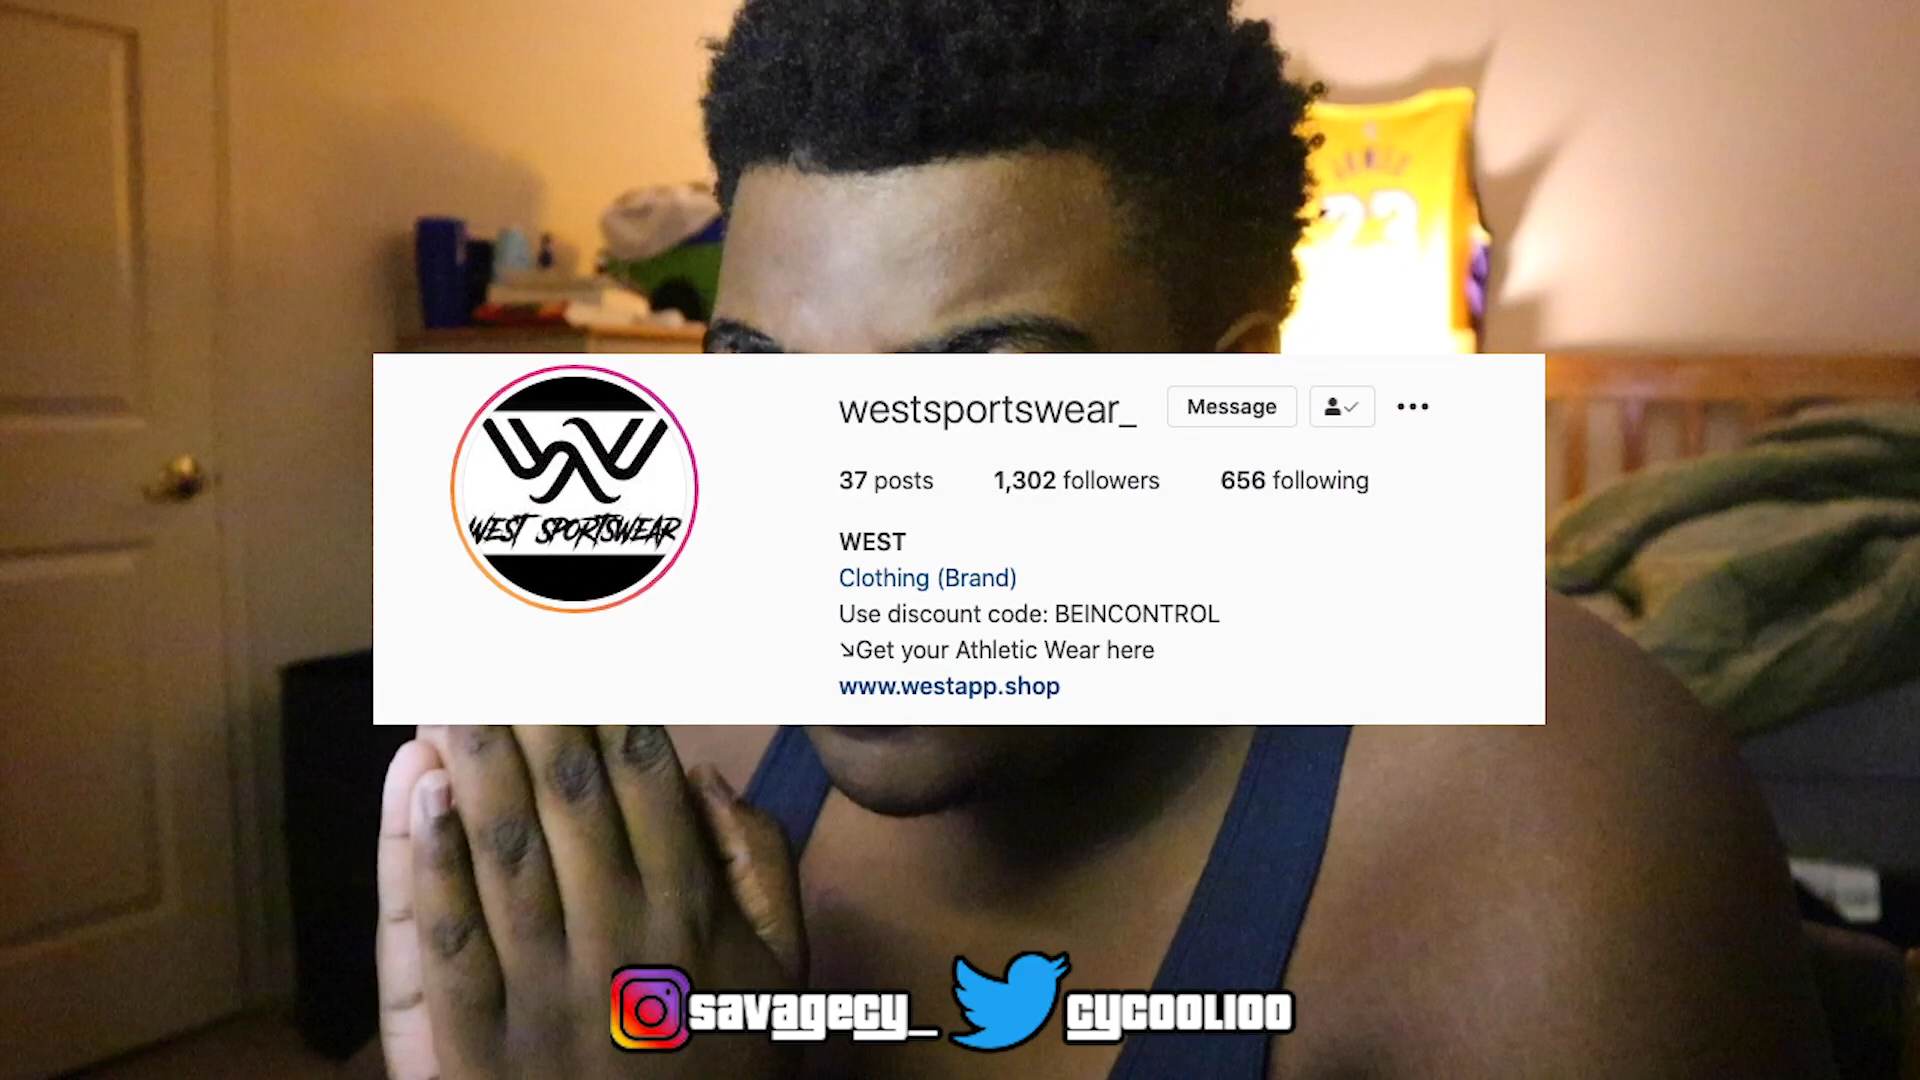 23
westsportswear_
Message
37 posts 1,302 followers 656 following
WEST SPORTSWEAR
WEST
Clothing (Brand)
Use discount code: BEINCONTROL
↘Get your Athletic Wear here
www.westapp.shop
savagecy_ cycool100